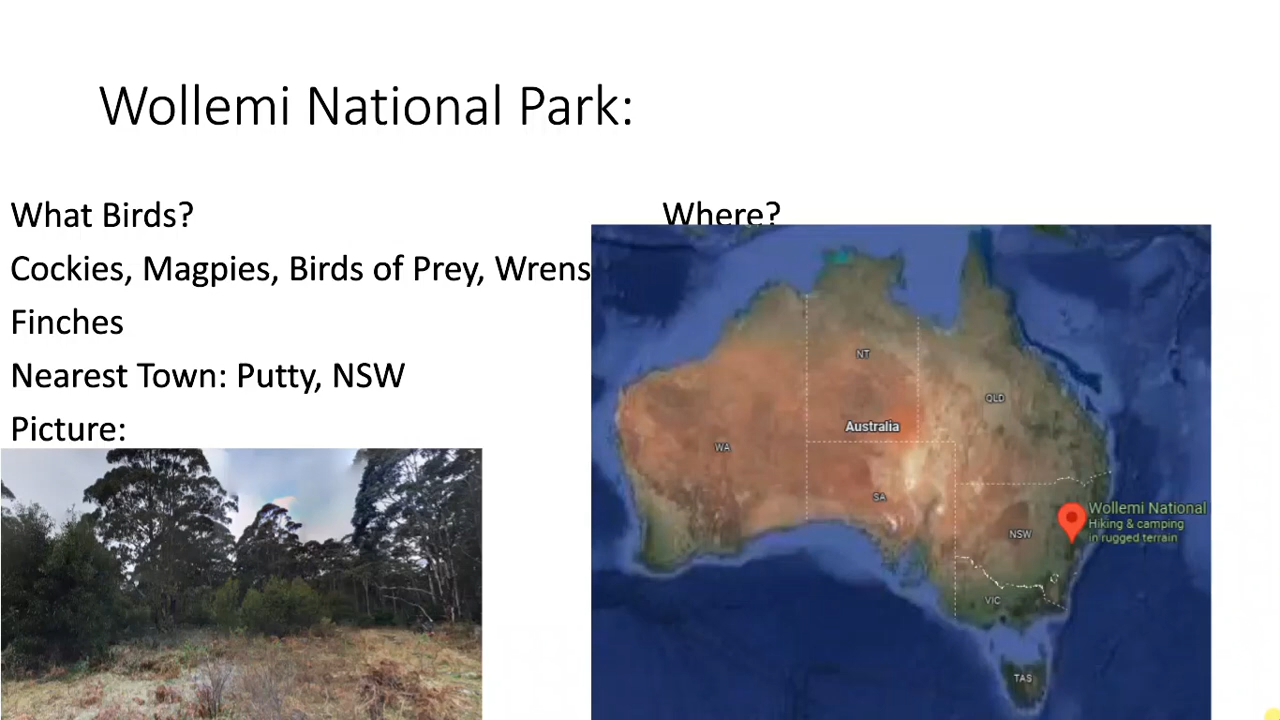 Wollemi National Park:
What Birds?
Cockies, Magpies, Birds of Prey, Wrens
Finches
Nearest Town: Putty, NSW
Picture:
Where?
NT
QLD
Australia
WA
SA
NSW
Wollemi National
Hiking & camping
in rugged terrain
VIC
TAS